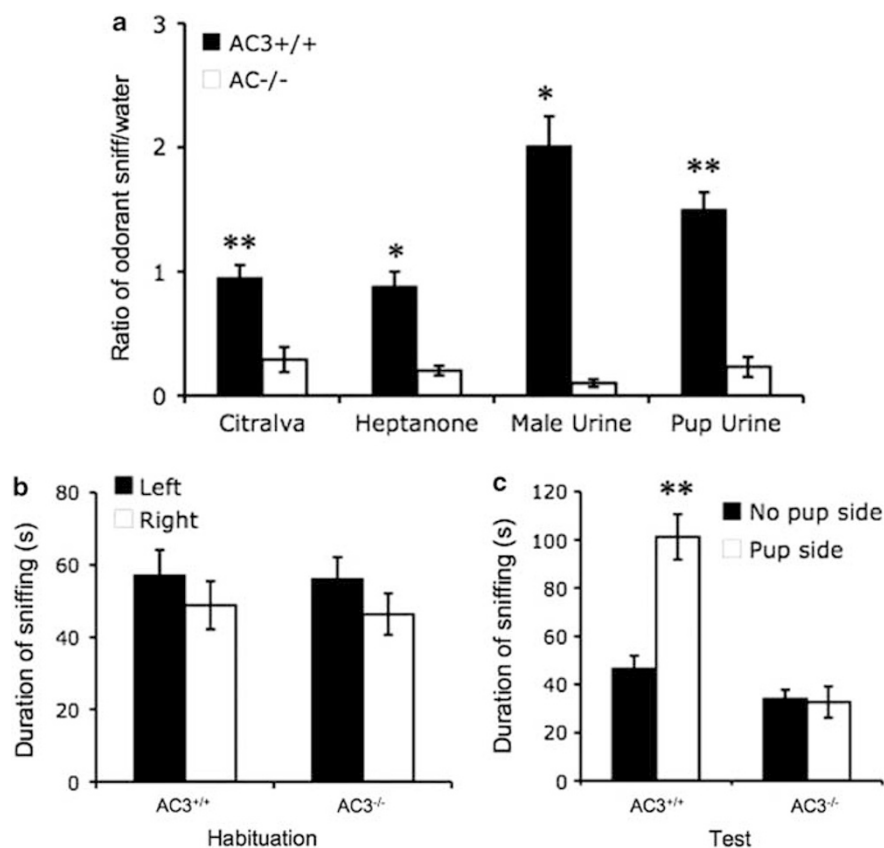 a
3
2
1
0
Ratio of odorant sniff/water
AC3+/+
AC-/-
**
*
*
**
Citralva
Heptanone
Male Urine
Pup Urine
b
80
60
40
20
0
Duration of sniffing (s)
Left
Right
AC3+/+
AC3-/-
Habituation
c
120
100
80
60
40
20
0
Duration of sniffing (s)
**
No pup side
Pup side
AC3+/+
AC3-/-
Test